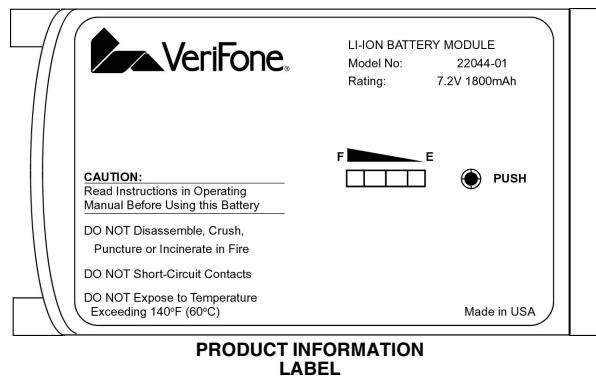 VeriFone®
LI-ION BATTERY MODULE
Model No: 22044-01
Rating: 7.2V 1800mAh
F E
PUSH
CAUTION:
Read Instructions in Operating
Manual Before Using this Battery
DO NOT Disassemble, Crush,
Puncture or Incinerate in Fire
DO NOT Short-Circuit Contacts
DO NOT Expose to Temperature
Exceeding 140°F (60°C)
Made in USA
PRODUCT INFORMATION
LABEL